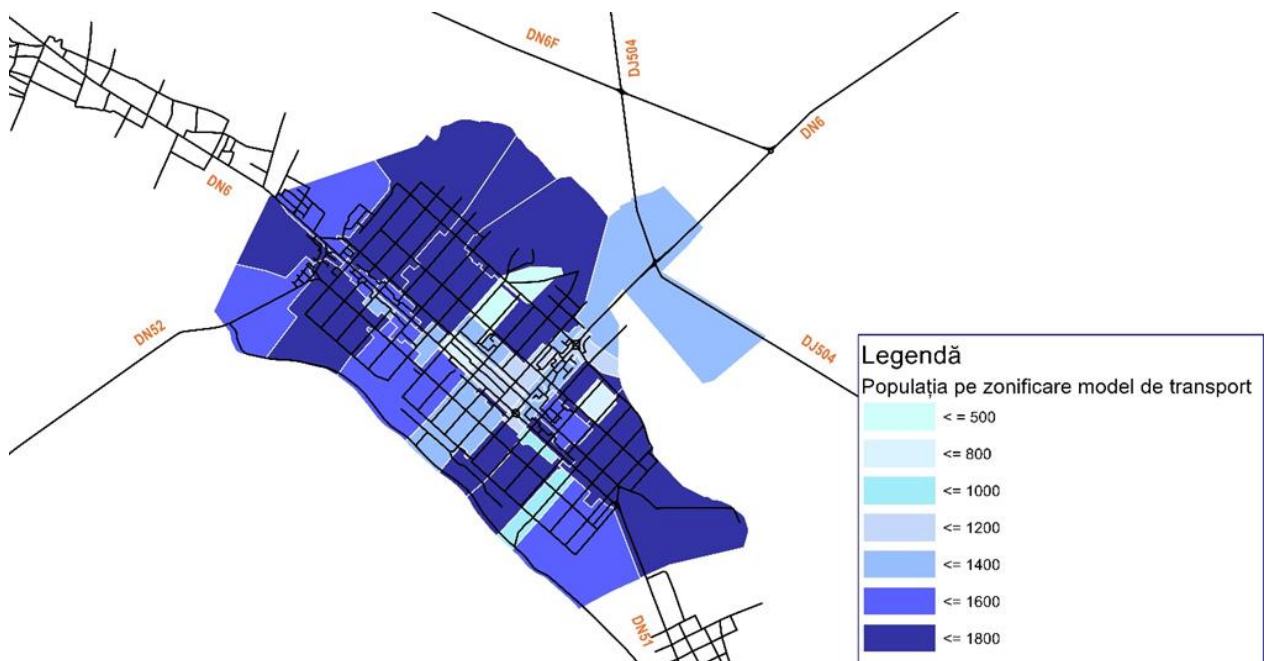 DN6F
DJ504
DN6
DN6
DN52
DJ504
DN51
Legendă
Populația pe zonificare model de transport
< = 500
<= 800
<= 1000
<= 1200
<= 1400
<= 1600
<= 1800